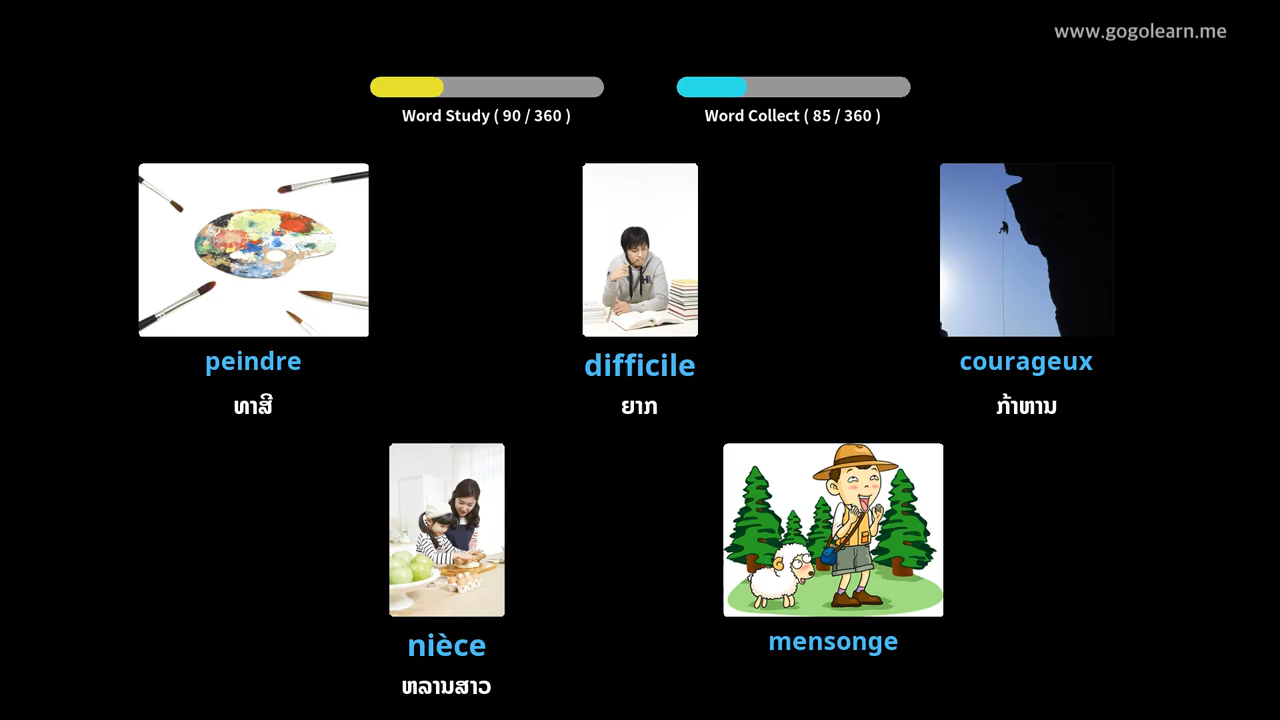 www.gogolearn.me
Word Study ( 90 / 360 )
Word Collect ( 85 / 360 )
peindre
difficile
courageux
ທາສີ
ຍາກ
ກ້າຫານ
nièce
mensonge
ຫລານສາວ